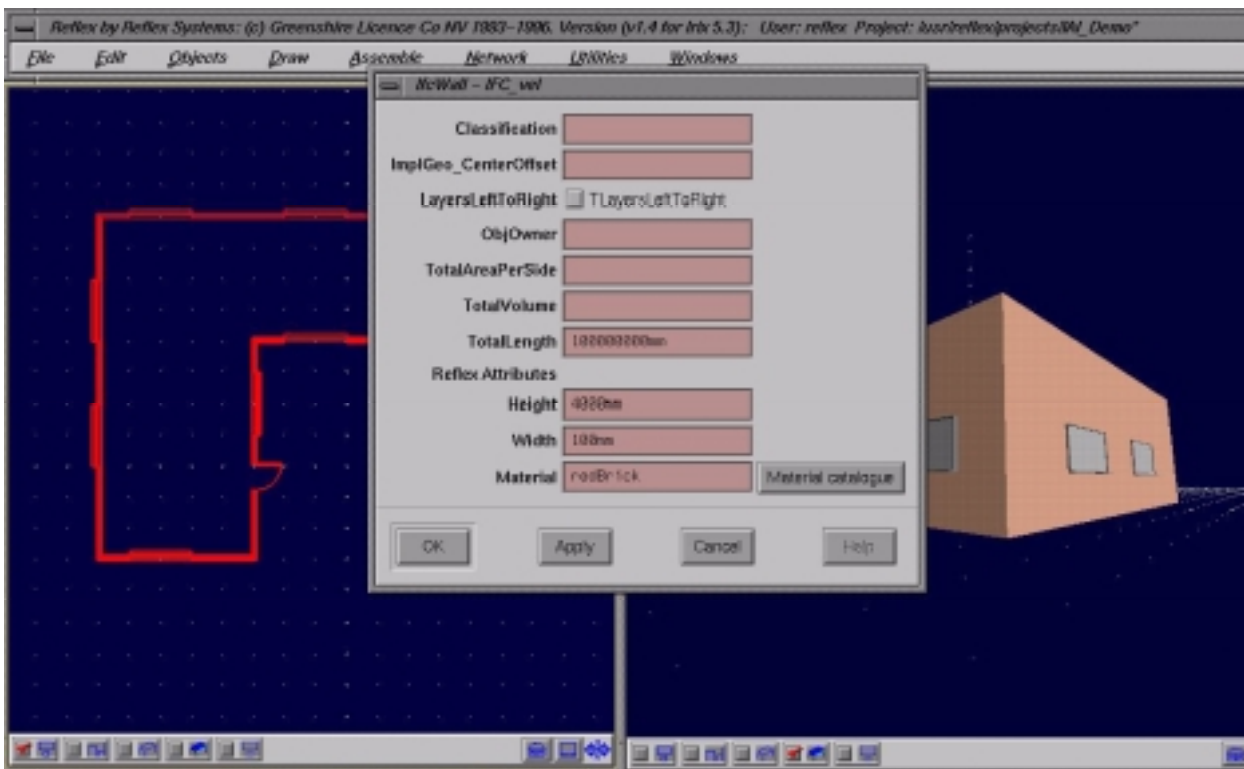 Reflex by Reflex Systems: (c) Greenshire Licence Co NV 1983-1996. Version (v1.4 for Irix 5.3); User: reflex Project: /usr/reflex/projects/IAI_Demo"
File Edit Objects Draw Assemble Network Utilities Windows
IfcWall - IFC_vel
Classification
ImplGeo_CenterOffset
LayersLeftToRight TLayersLeftToRight
ObjOwner
TotalAreaPerSide
TotalVolume
TotalLength 100000000mm
Reflex Attributes
Height 4000mm
Width 100mm
Material redBrick Material catalogue
OK Apply Cancel Help